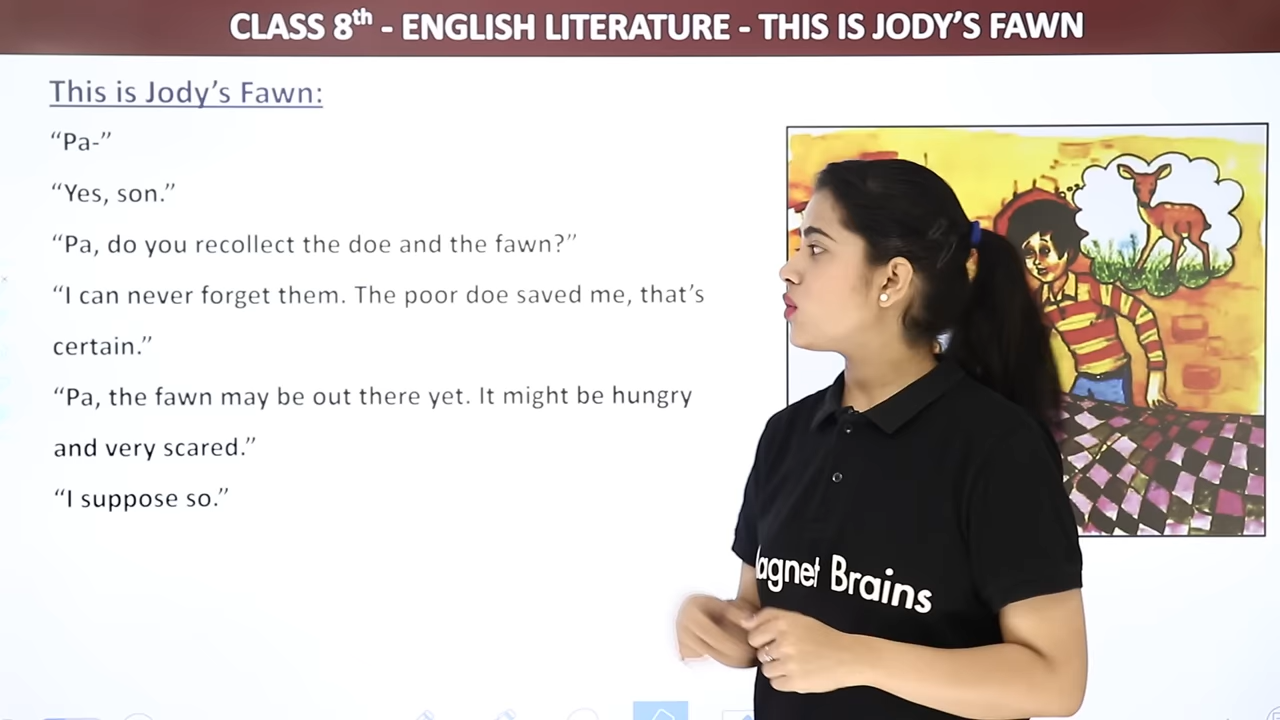 CLASS 8th - ENGLISH LITERATURE - THIS IS JODY'S FAWN
This is Jody's Fawn:
“Pa-”
“Yes, son.”
“Pa, do you recollect the doe and the fawn?”
“I can never forget them. The poor doe saved me, that's
certain.”
“Pa, the fawn may be out there yet. It might be hungry
and very scared.”
“I suppose so.”
agnet Brains